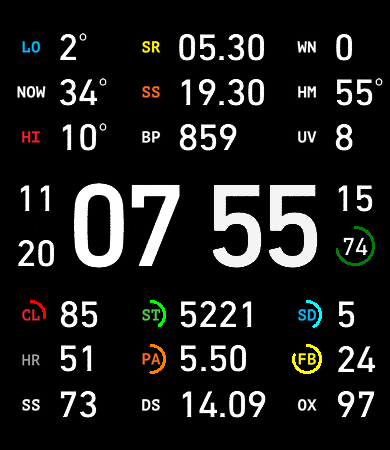 LO 2° SR 05.30 WN 0
NOW 34° SS 19.30 HM 55°
HI 10° BP 859 UV 8
11 07 55 15
20 74
CL 85 ST 5221 SD 5
HR 51 PA 5.50 FB 24
SS 73 DS 14.09 OX 97